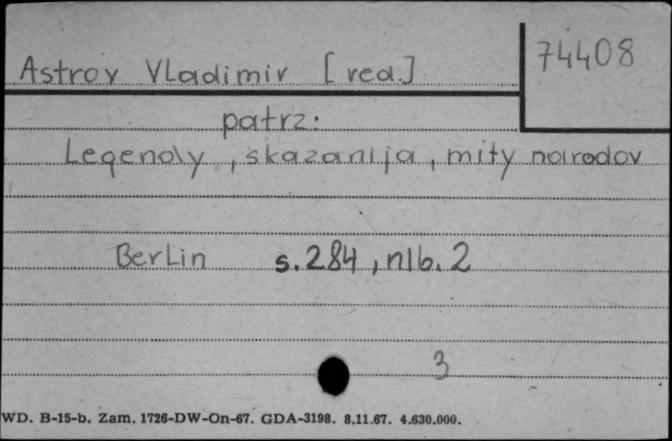 Astrov Vladimir [red.]
74408
patrz:
Legendy, skazanija, mity narodov
Berlin s.284, nlb. 2
3
WD. B-15-b. Zam. 1726-DW-On-67. GDA-3198. 8.11.67. 4.630.000.